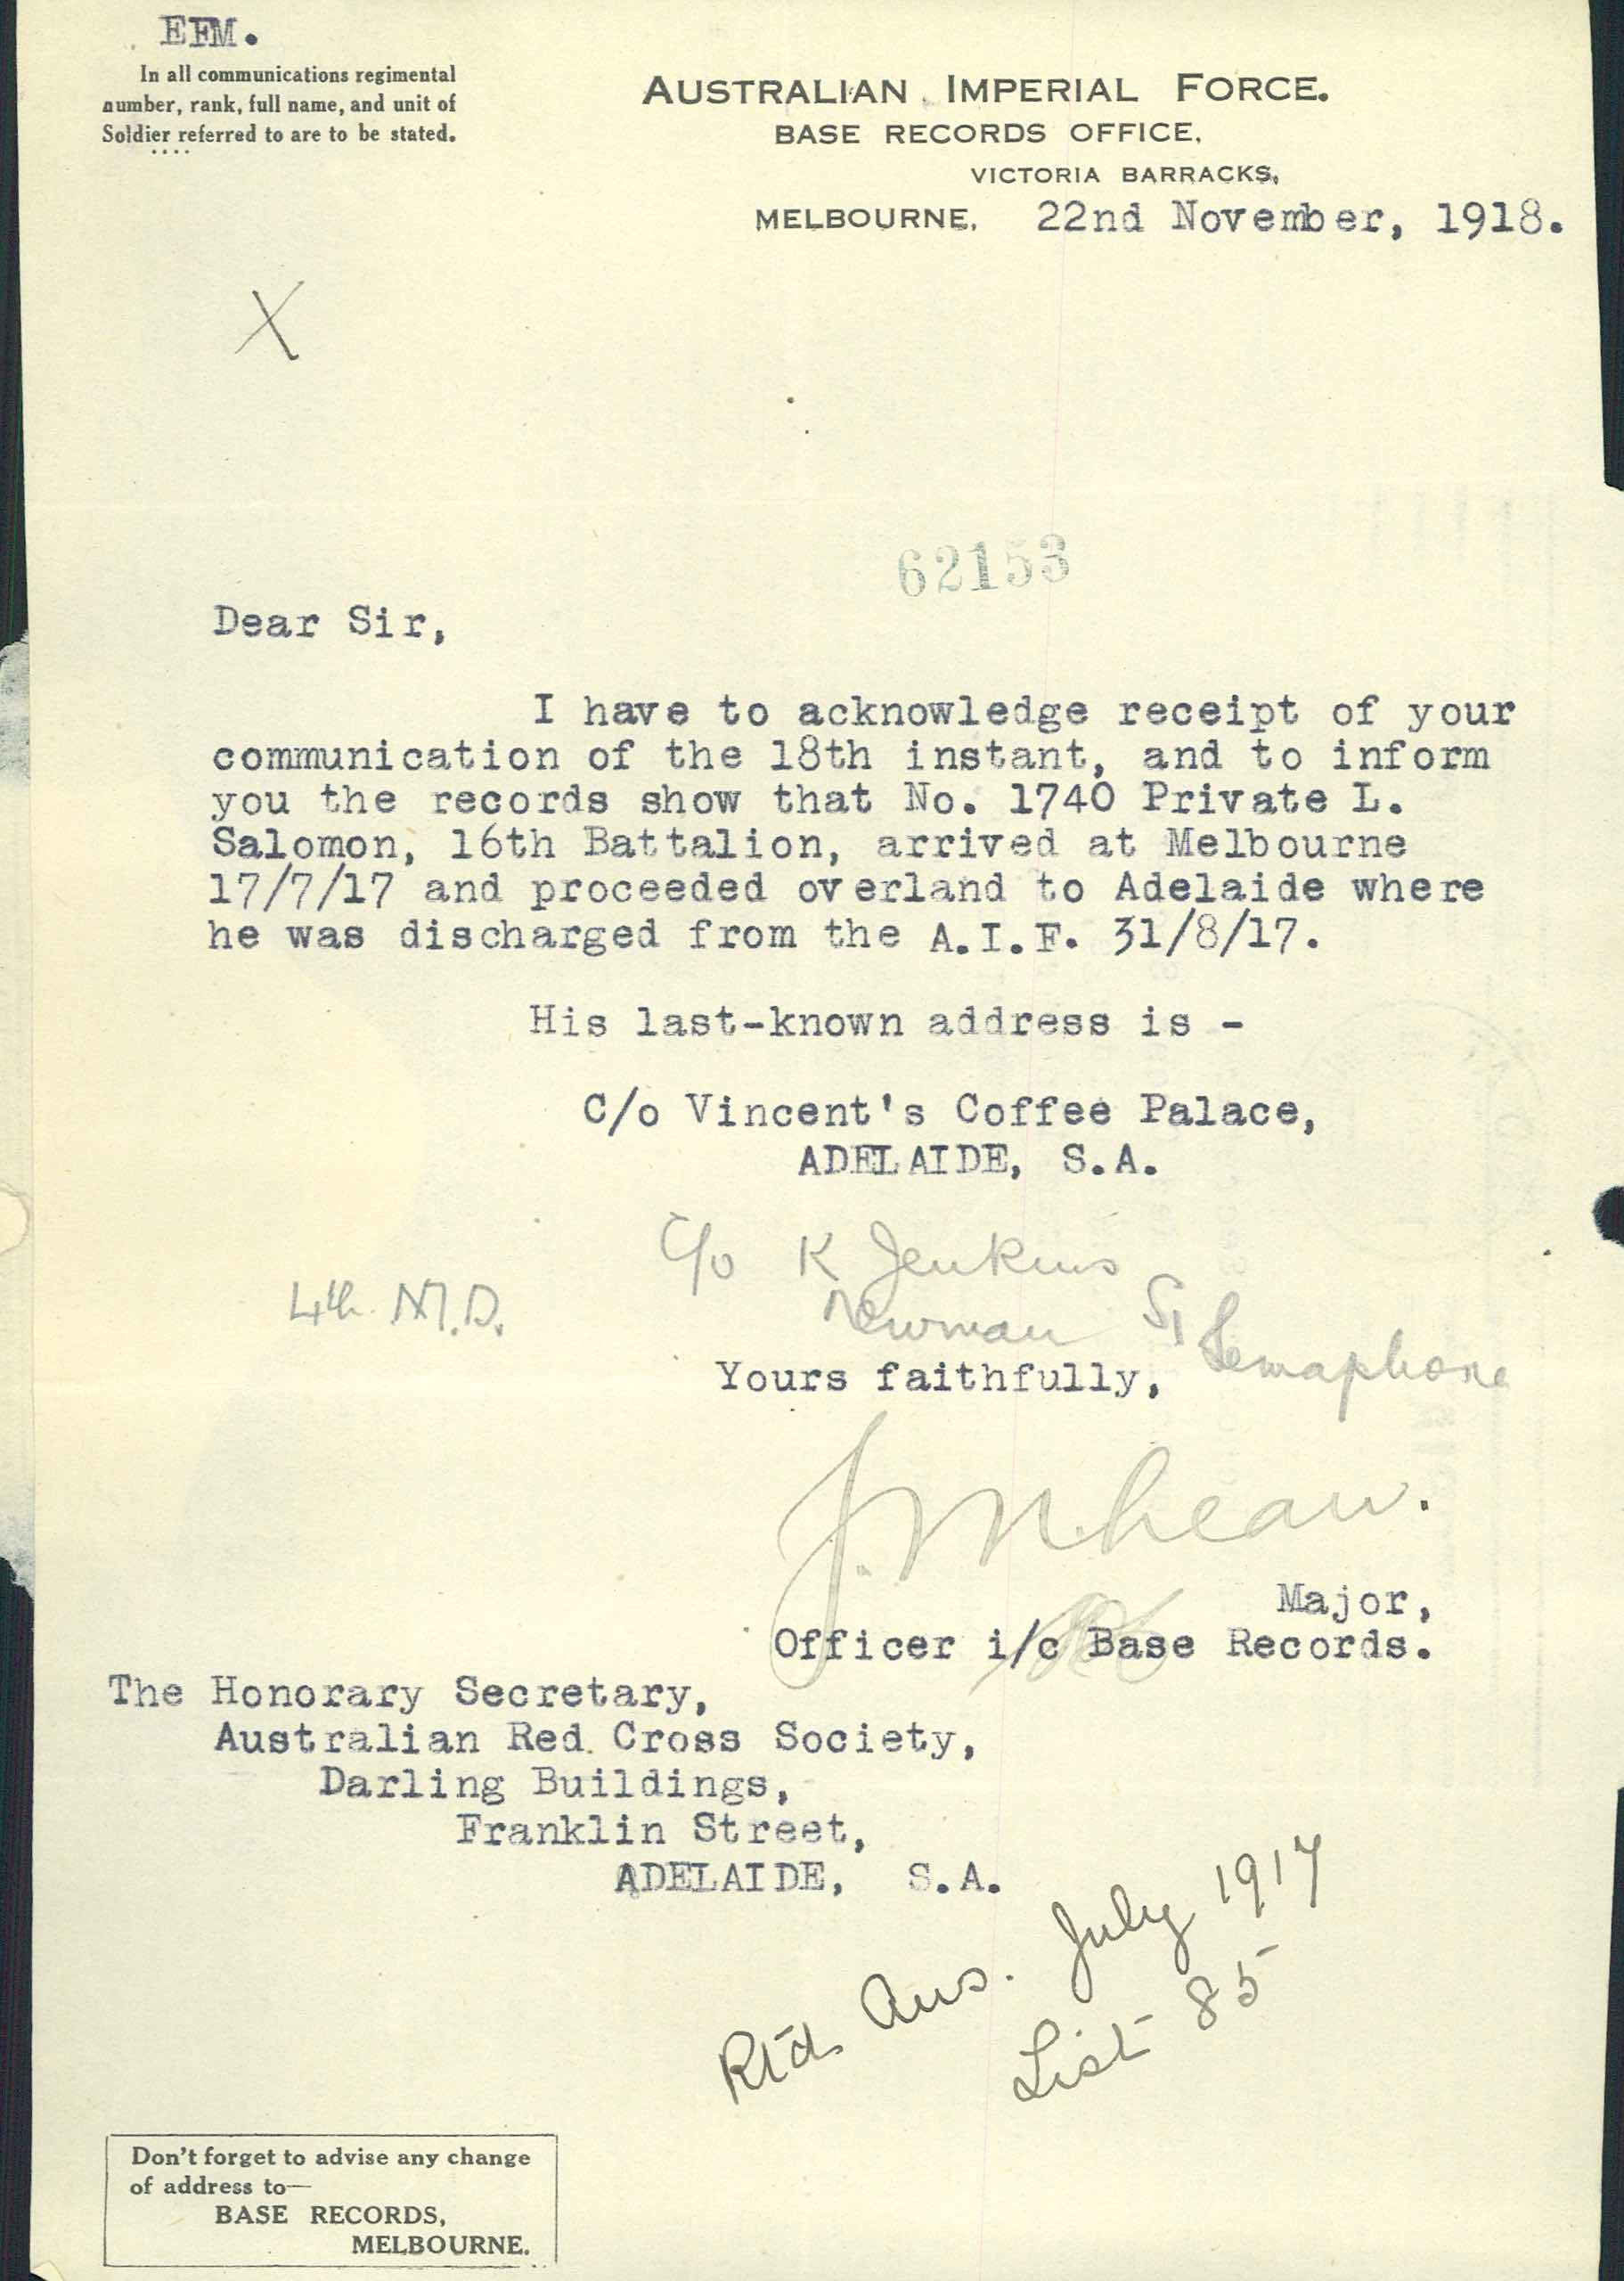 EFM.
In all communications regimental
number, rank, full name, and unit of
Soldier referred to are to be stated.
AUSTRALIAN IMPERIAL FORCE.
BASE RECORDS OFFICE,
VICTORIA BARRACKS,
MELBOURNE, 22nd November, 1918.
X
62153
Dear Sir,
I have to acknowledge receipt of your
communication of the 18th instant, and to inform
you the records show that No. 1740 Private L.
Salomon, 16th Battalion, arrived at Melbourne
17/7/17 and proceeded overland to Adelaide where
he was discharged from the A.I.F. 31/8/17.
His last-known address is -
C/o Vincent's Coffee Palace,
ADELAIDE, S.A.
C/o K Jenkins
4th M.D.
Newman St
Semaphore
Yours faithfully,
J.M. Lean.
Major,
Officer i/c Base Records.
The Honorary Secretary,
Australian Red Cross Society,
Darling Buildings,
Franklin Street,
ADELAIDE, S.A.
Rtd Aus. July 1917
List 85
Don't forget to advise any change
of address to—
BASE RECORDS,
MELBOURNE.